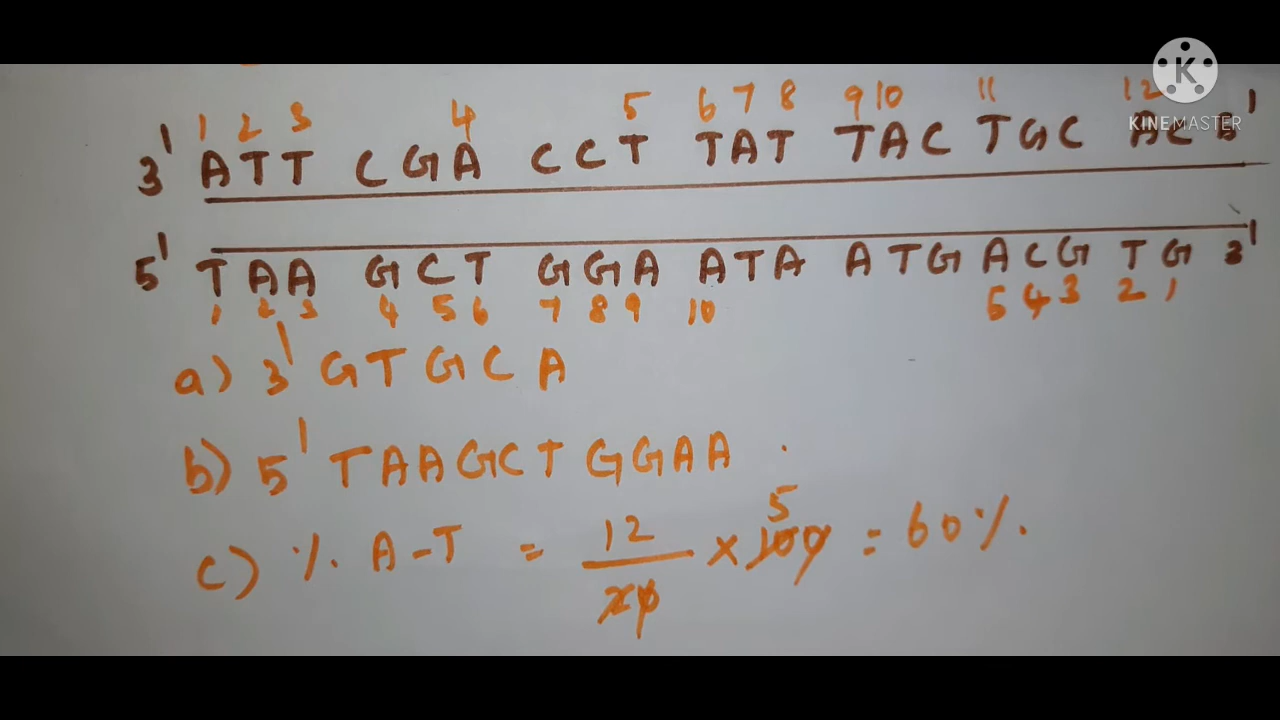 1 2 3 4 5 6 7 8 9 10 11 12
3' ATT CGA CCT TAT TAC TGC AC 5'
5' TAA GCT GGA ATA ATG ACG TG 3'
1 2 3 4 5 6 7 8 9 10 5 4 3 2 1
a) 3' GTGCA
b) 5' TAAGCTGGAA.
c) % A-T = 12/20 × 100 5 = 60%.
K
KINEMASTER